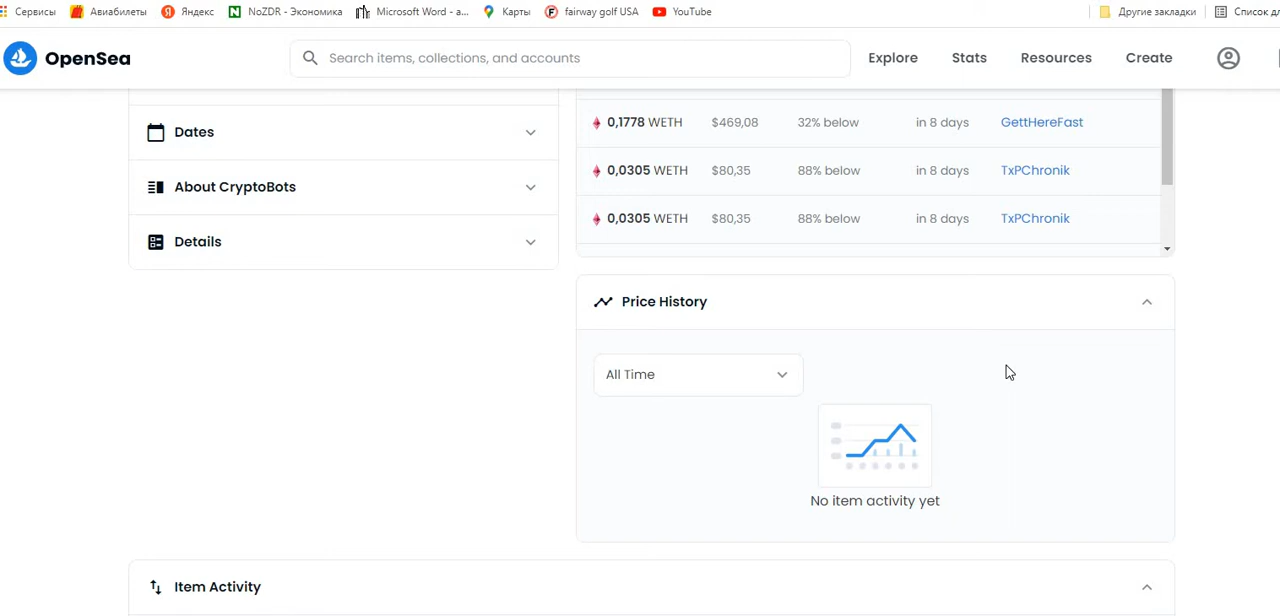 Сервисы Авиабилеты Яндекс NoZDR - Экономика Microsoft Word - a... Карты fairway golf USA YouTube Другие закладки
OpenSea Search items, collections, and accounts Explore Stats Resources Create
Dates
About CryptoBots
Details
0,1778 WETH $469,08 32% below in 8 days GettHereFast
0,0305 WETH $80,35 88% below in 8 days TxPChronik
0,0305 WETH $80,35 88% below in 8 days TxPChronik
Price History
All Time
No item activity yet
Item Activity